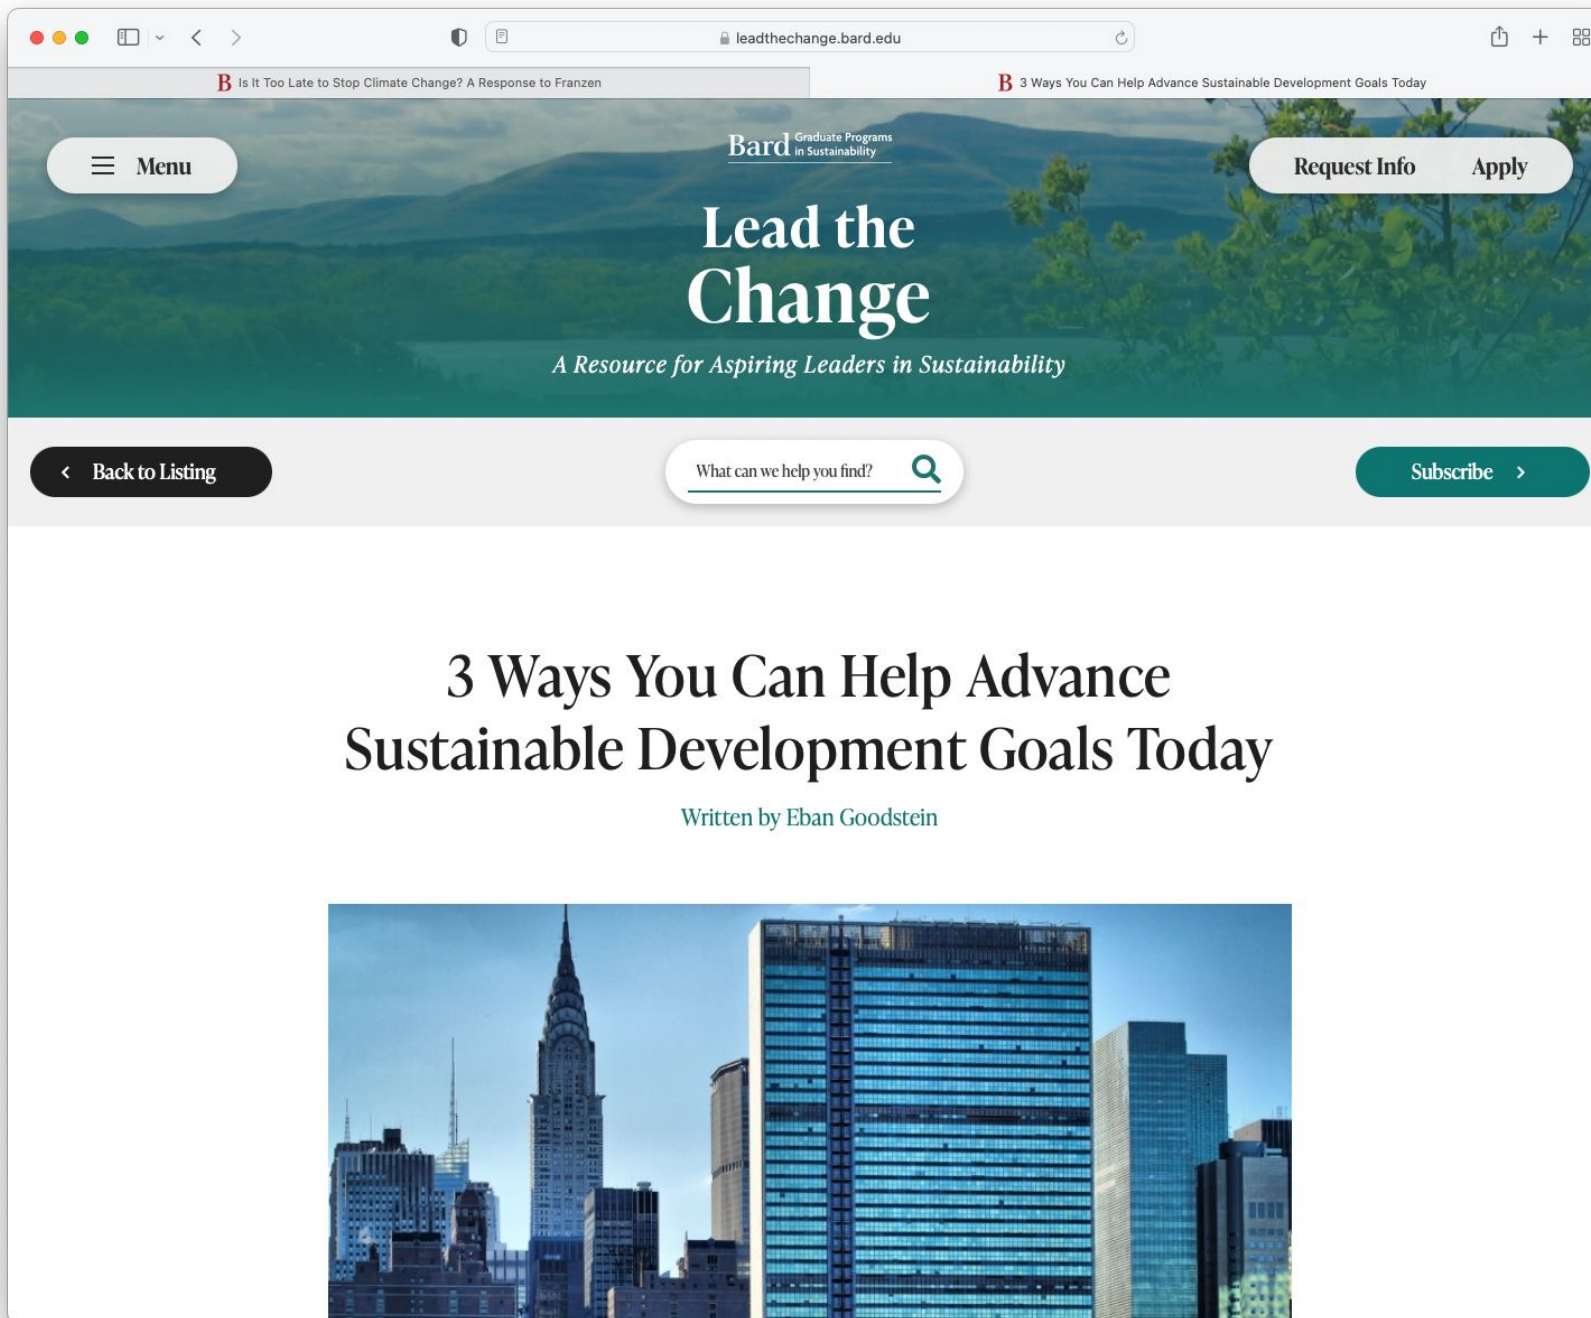 leadthechange.bard.edu
B Is It Too Late to Stop Climate Change? A Response to Franzen
B 3 Ways You Can Help Advance Sustainable Development Goals Today
Menu
Bard Graduate Programs
in Sustainability
Request Info Apply
Lead the
Change
A Resource for Aspiring Leaders in Sustainability
Back to Listing
What can we help you find?
Subscribe
3 Ways You Can Help Advance
Sustainable Development Goals Today
Written by Eban Goodstein